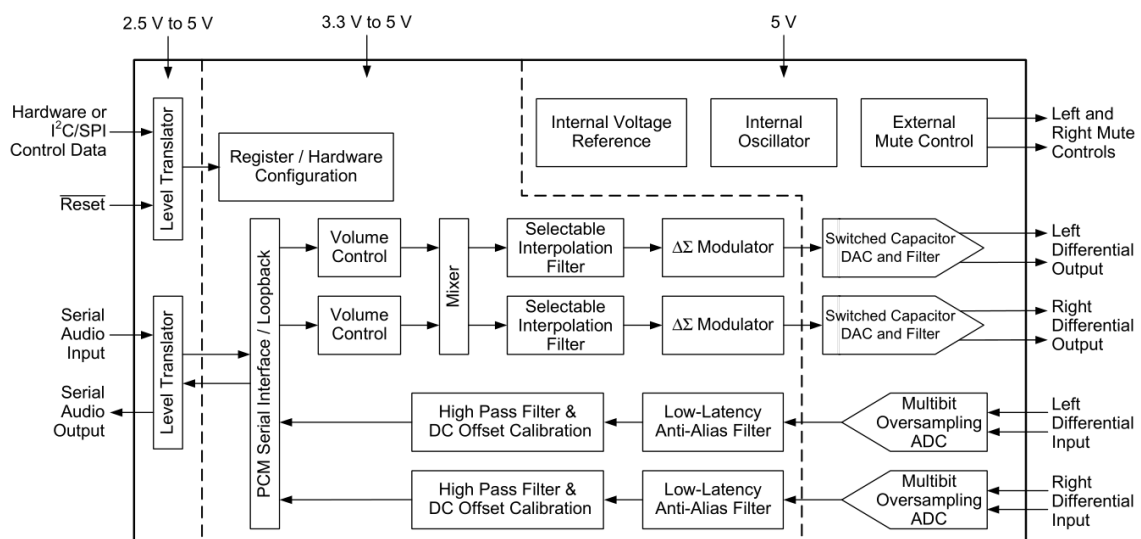 2.5 V to 5 V
3.3 V to 5 V
5 V
Hardware or
I²C/SPI
Control Data
Reset
Level Translator
Register / Hardware
Configuration
Internal Voltage
Reference
Internal
Oscillator
External
Mute Control
Left and
Right Mute
Controls
Serial
Audio
Input
Serial
Audio
Output
Level Translator
PCM Serial Interface / Loopback
Volume
Control
Volume
Control
Mixer
Selectable
Interpolation
Filter
Selectable
Interpolation
Filter
ΔΣ Modulator
ΔΣ Modulator
Switched Capacitor
DAC and Filter
Switched Capacitor
DAC and Filter
Left
Differential
Output
Right
Differential
Output
High Pass Filter &
DC Offset Calibration
Low-Latency
Anti-Alias Filter
Multibit
Oversampling
ADC
Left
Differential
Input
High Pass Filter &
DC Offset Calibration
Low-Latency
Anti-Alias Filter
Multibit
Oversampling
ADC
Right
Differential
Input